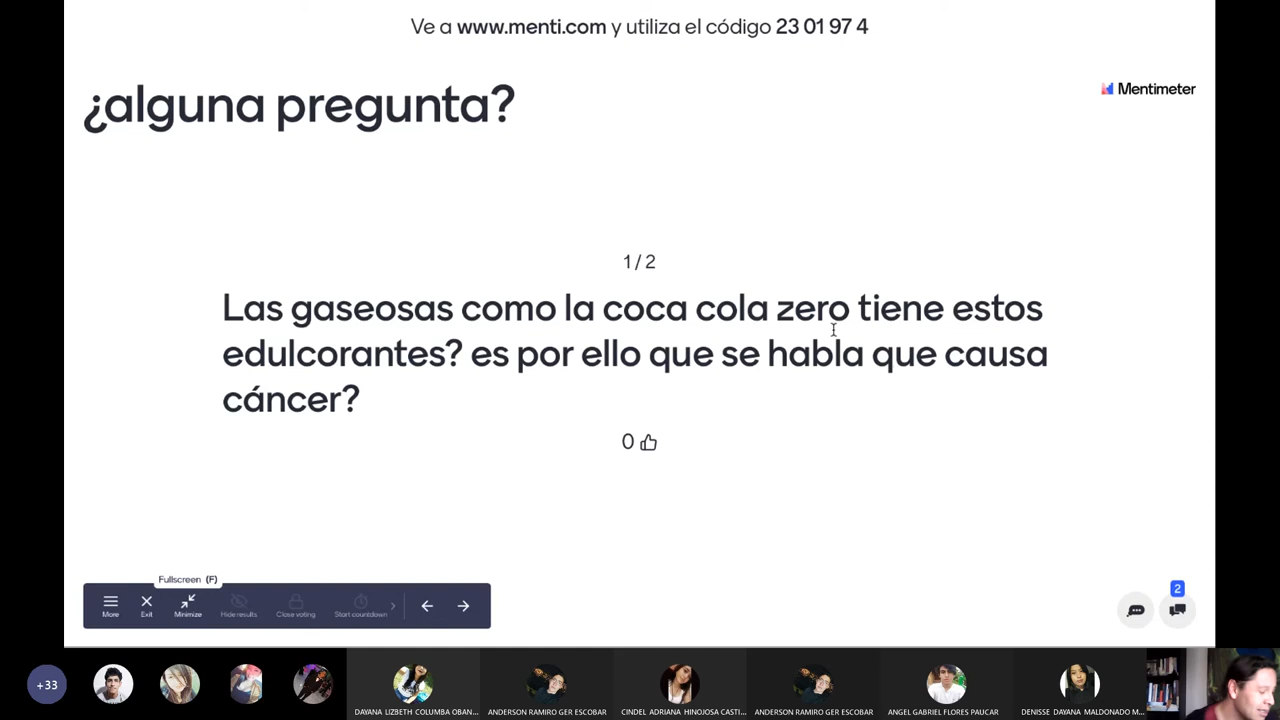 Ve a www.menti.com y utiliza el código 23 01 97 4
¿alguna pregunta?
Mentimeter
1 / 2
Las gaseosas como la coca cola zero tiene estos
edulcorantes? es por ello que se habla que causa
cáncer?
0
Fullscreen (F)
More Exit Minimize Hide results Close voting Start countdown
2
+33
DAYANA LIZBETH COLUMBA OBAN... ANDERSON RAMIRO GER ESCOBAR CINDEL ADRIANA HINOJOSA CASTI... ANDERSON RAMIRO GER ESCOBAR ANGEL GABRIEL FLORES PAUCAR DENISSE DAYANA MALDONADO M...